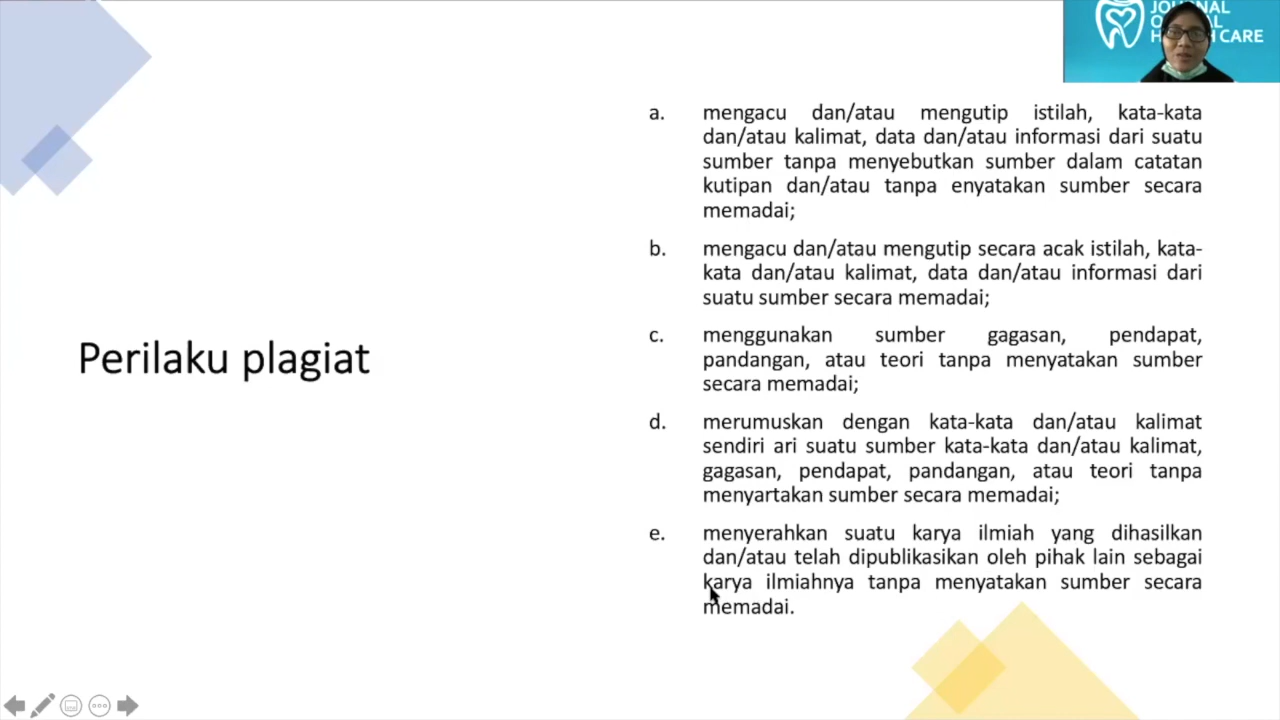 JOURNAL
HEALTH CARE
Perilaku plagiat
a. mengacu dan/atau mengutip istilah, kata-kata
dan/atau kalimat, data dan/atau informasi dari suatu
sumber tanpa menyebutkan sumber dalam catatan
kutipan dan/atau tanpa enyatakan sumber secara
memadai;
b. mengacu dan/atau mengutip secara acak istilah, kata-
kata dan/atau kalimat, data dan/atau informasi dari
suatu sumber secara memadai;
c. menggunakan sumber gagasan, pendapat,
pandangan, atau teori tanpa menyatakan sumber
secara memadai;
d. merumuskan dengan kata-kata dan/atau kalimat
sendiri ari suatu sumber kata-kata dan/atau kalimat,
gagasan, pendapat, pandangan, atau teori tanpa
menyartakan sumber secara memadai;
e. menyerahkan suatu karya ilmiah yang dihasilkan
dan/atau telah dipublikasikan oleh pihak lain sebagai
karya ilmiahnya tanpa menyatakan sumber secara
memadai.